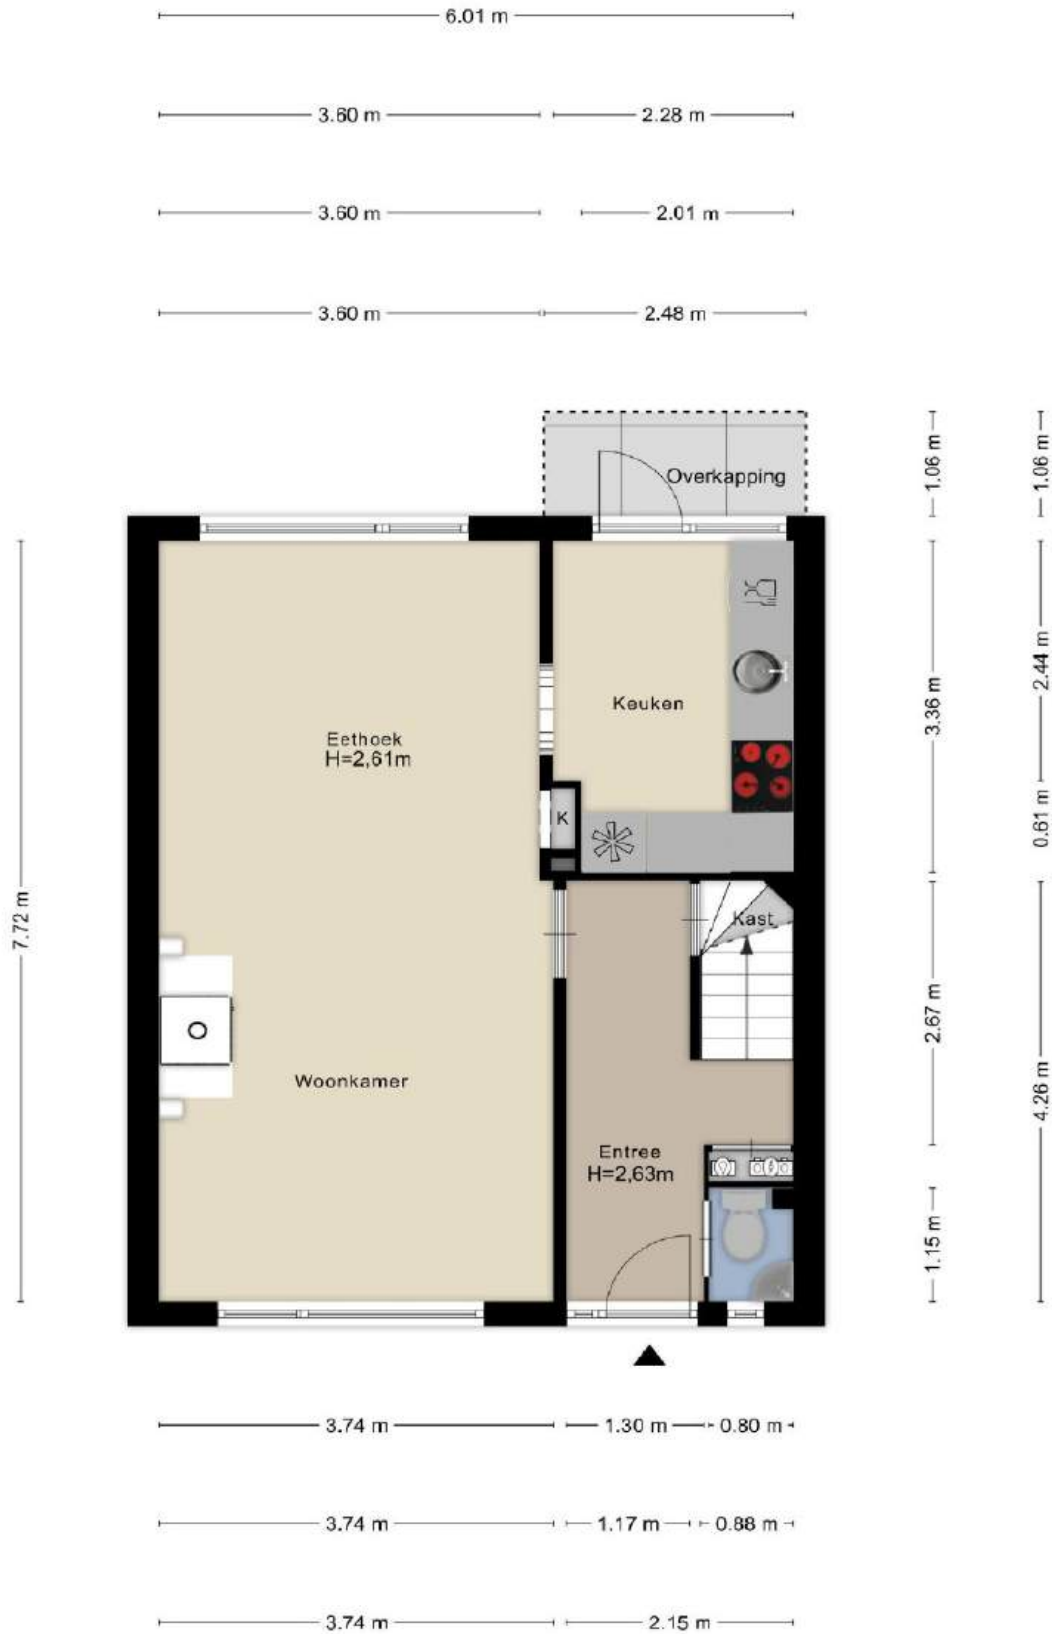 6.01 m
3.60 m 2.28 m
3.60 m 2.01 m
3.60 m 2.48 m
1.06 m
1.06 m
Overkapping
Keuken
Eethoek
H=2,61m
K
3.36 m
2.44 m
0.61 m
7.72 m
Kast
2.67 m
4.26 m
Woonkamer
Entree
H=2,63m
1.15 m
3.74 m 1.30 m 0.80 m
3.74 m 1.17 m 0.88 m
3.74 m 2.15 m